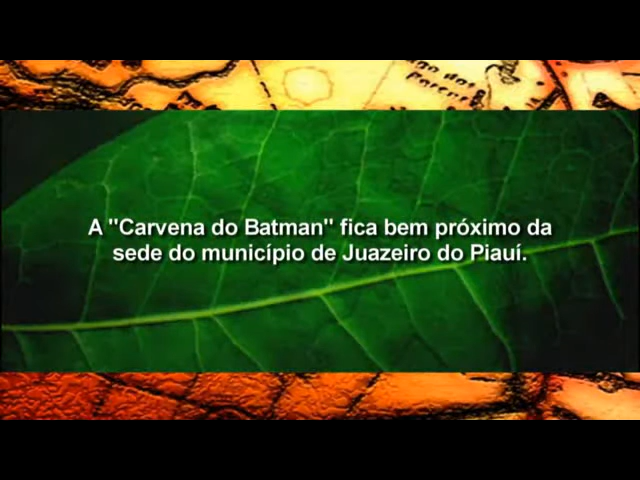 A "Carvena do Batman" fica bem próximo da
sede do município de Juazeiro do Piauí.